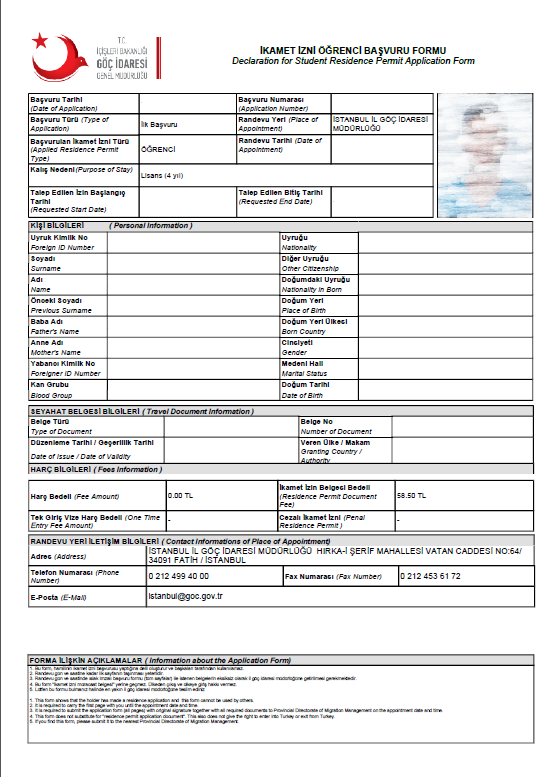 T.C.
İÇİŞLERİ BAKANLIĞI
GÖÇ İDARESİ
GENEL MÜDÜRLÜĞÜ
İKAMET İZNİ ÖĞRENCİ BAŞVURU FORMU
Declaration for Student Residence Permit Application Form
Başvuru Tarihi
(Date of Application)
Başvuru Numarası
(Application Number)
Başvuru Türü (Type of
Application)
İlk Başvuru
Randevu Yeri (Place of
Appointment)
İSTANBUL İL GÖÇ İDARESİ
MÜDÜRLÜĞÜ
Başvurulan İkamet İzni Türü
(Applied Residence Permit
Type)
ÖĞRENCİ
Randevu Tarihi (Date of
Appointment)
Kalış Nedeni(Purpose of Stay)
Lisans (4 yıl)
Talep Edilen İzin Başlangıç
Tarihi
(Requested Start Date)
Talep Edilen Bitiş Tarihi
(Requested End Date)
KİŞİ BİLGİLERİ ( Personal Information )
Uyruk Kimlik No
Foreign ID Number
Uyruğu
Nationality
Soyadı
Surname
Diğer Uyruğu
Other Citizenship
Adı
Name
Doğumdaki Uyruğu
Nationality in Born
Önceki Soyadı
Previous Surname
Doğum Yeri
Place of Birth
Baba Adı
Father's Name
Doğum Yeri Ülkesi
Born Country
Anne Adı
Mother's Name
Cinsiyeti
Gender
Yabancı Kimlik No
Foreigner ID Number
Medeni Hali
Marital Status
Kan Grubu
Blood Group
Doğum Tarihi
Date of Birth
SEYAHAT BELGESİ BİLGİLERİ ( Travel Document Information )
Belge Türü
Type of Document
Belge No
Number of Document
Düzenleme Tarihi / Geçerlilik Tarihi
Date of Issue / Date of Validity
Veren Ülke / Makam
Granting Country /
Authority
HARÇ BİLGİLERİ ( Fees Information )
Harç Bedeli (Fee Amount)
0.00 TL
İkamet İzin Belgesi Bedeli
(Residence Permit Document
Fee)
58.50 TL
Tek Giriş Vize Harç Bedeli (One Time
Entry Fee Amount)
-
Cezalı İkamet İzni (Penal
Residence Permit )
-
RANDEVU YERİ İLETİŞİM BİLGİLERİ ( Contact Informations of Place of Appointment)
Adres (Address)
İSTANBUL İL GÖÇ İDARESİ MÜDÜRLÜĞÜ HIRKA-İ ŞERİF MAHALLESİ VATAN CADDESİ NO:64/
34091 FATİH / İSTANBUL
Telefon Numarası (Phone
Number)
0 212 499 40 00
Fax Numarası (Fax Number)
0 212 453 61 72
E-Posta (E-Mail)
istanbul@goc.gov.tr
FORMA İLİŞKİN AÇIKLAMALAR ( Information about the Application Form)
1. Bu form, hamilinin ikamet izni başvurusu yaptığına delil oluşturur ve başkaları tarafından kullanılamaz.
2. Randevu gün ve saatine kadar ilk sayfanın taşınması yeterlidir.
3. Randevu gün ve saatinde ıslak imzalı başvuru formu (tüm sayfalar) ile istenen belgelerin eksiksiz olarak il göç idaresi müdürlüğüne getirilmesi gerekmektedir.
4. Bu form "ikamet izni müracaat belgesi" yerine geçmez. Ülkeden çıkış ve ülkeye giriş hakkı vermez.
5. Lütfen bu formu bulmanız halinde en yakın il göç idaresi müdürlüğüne teslim ediniz
1. This form shows that the holder has made a residence application and this form cannot be used by others.
2. It is required to carry the first page with you until the appointment date and time.
3. It is required to submit the application form (all pages) with original signature together with all required documents to Provincial Directorate of Migration Management on the appointment date and time.
4. This form does not substitute for "residence permit application document". This also does not give the right to enter into Turkey or exit from Turkey.
5. If you find this form, please submit it to the nearest Provincial Directorate of Migration Management.